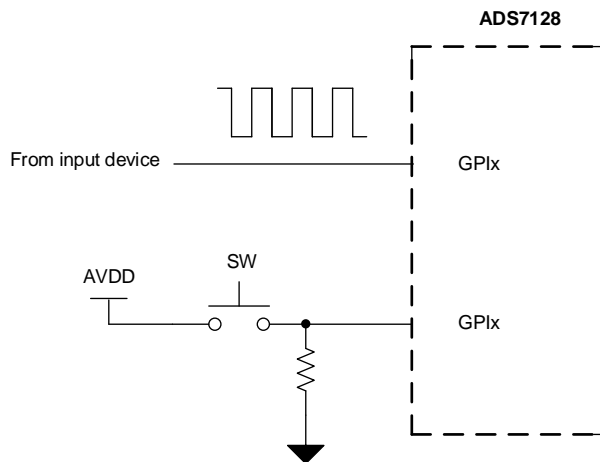 ADS7128
From input device
GPIx
SW
AVDD
GPIx